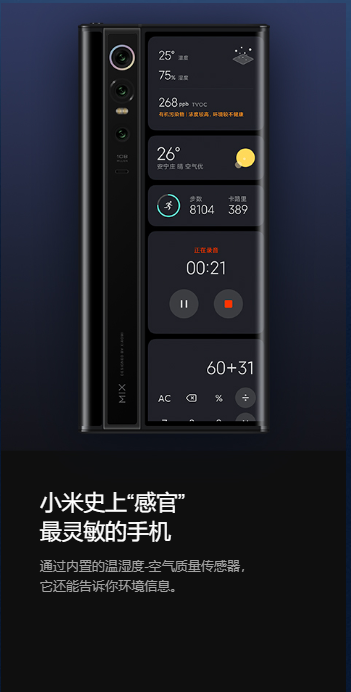 25° 温度
75% 湿度
268 ppb TVOC
有机污染物 | 浓度较高，环境较不健康
26°
安宁庄 晴 空气优
步数 卡路里
8104 389
正在录音
00:21
60+31
AC % ÷
MIX
小米史上“感官”
最灵敏的手机
通过内置的温湿度-空气质量传感器，
它还能告诉你环境信息。